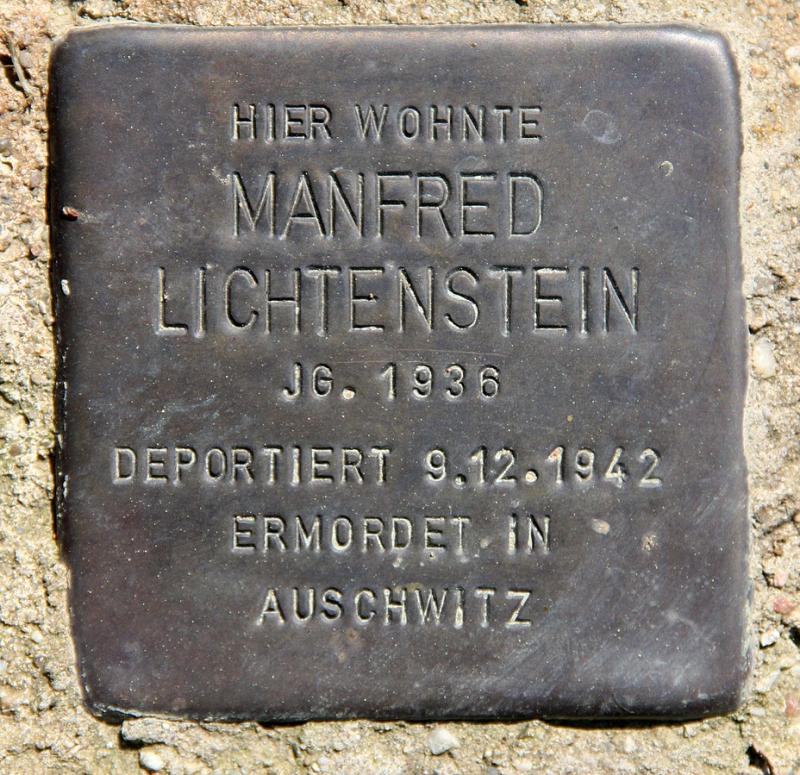 HIER WOHNTE
MANFRED
LICHTENSTEIN
JG. 1936
DEPORTIERT 9.12.1942
ERMORDET IN
AUSCHWITZ